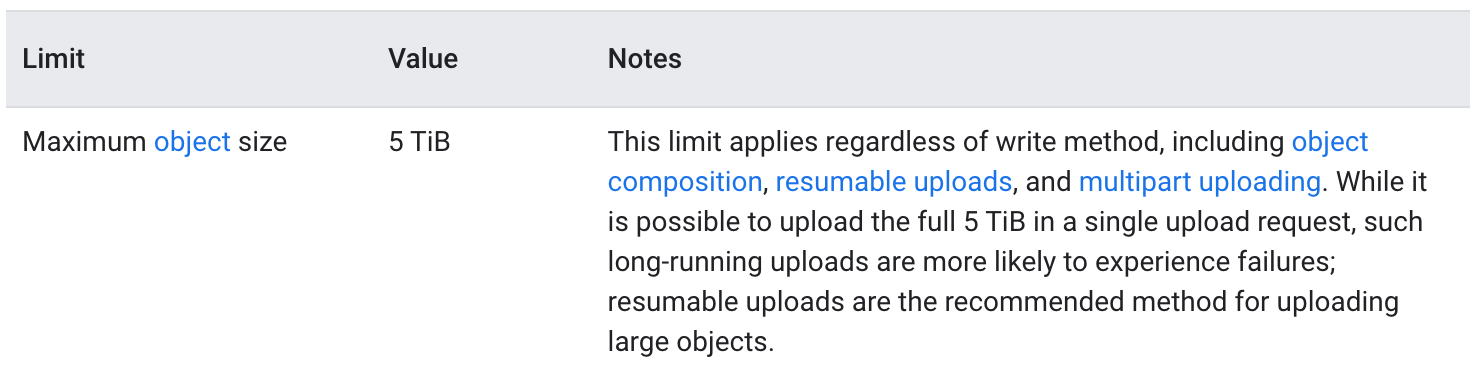 Limit Value Notes
Maximum object size 5 TiB This limit applies regardless of write method, including object
composition, resumable uploads, and multipart uploading. While it
is possible to upload the full 5 TiB in a single upload request, such
long-running uploads are more likely to experience failures;
resumable uploads are the recommended method for uploading
large objects.